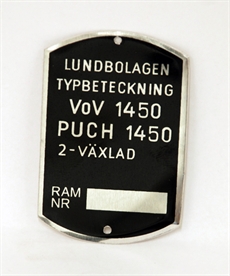 LUNDBOLAGEN
TYPBETECKNING
VoV 1450
PUCH 1450
2-VÄXLAD
RAM
NR